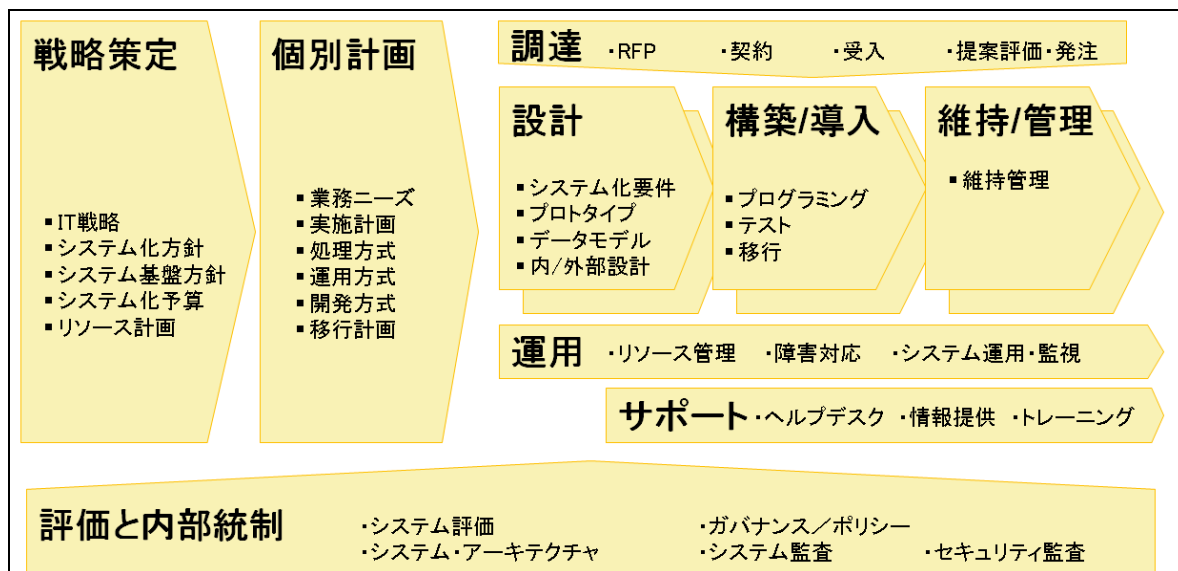 戦略策定
■ IT戦略
■ システム化方針
■ システム基盤方針
■ システム化予算
■ リソース計画
個別計画
■ 業務ニーズ
■ 実施計画
■ 処理方式
■ 運用方式
■ 開発方式
■ 移行計画
調達 ・RFP ・契約 ・受入 ・提案評価・発注
設計
■ システム化要件
■ プロトタイプ
■ データモデル
■ 内/外部設計
構築/導入
■ プログラミング
■ テスト
■ 移行
維持/管理
■ 維持管理
運用 ・リソース管理 ・障害対応 ・システム運用・監視
サポート ・ヘルプデスク ・情報提供 ・トレーニング
評価と内部統制
・システム評価 ・ガバナンス／ポリシー
・システム・アーキテクチャ ・システム監査 ・セキュリティ監査